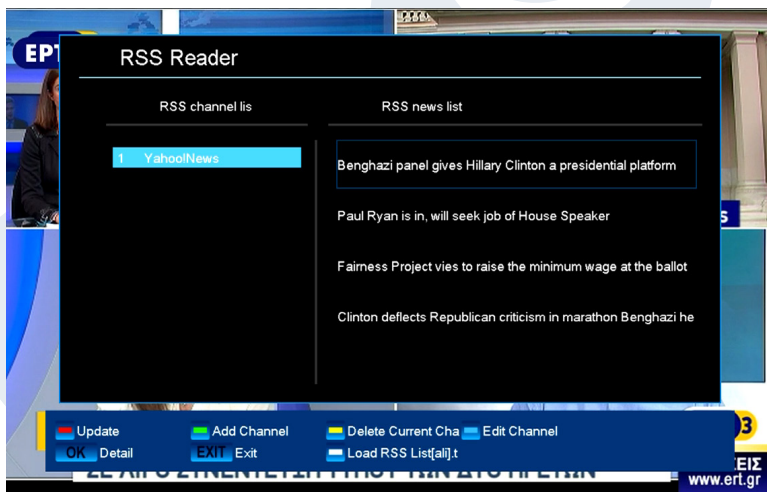 ΕΡΤ
RSS Reader
RSS channel lis
RSS news list
1 Yahoo!News
Benghazi panel gives Hillary Clinton a presidential platform
Paul Ryan is in, will seek job of House Speaker
Fairness Project vies to raise the minimum wage at the ballot
Clinton deflects Republican criticism in marathon Benghazi he
Update
Add Channel
Delete Current Cha
Edit Channel
OK Detail
EXIT Exit
Load RSS List[ali].t
3
ΕΙΣ
www.ert.gr